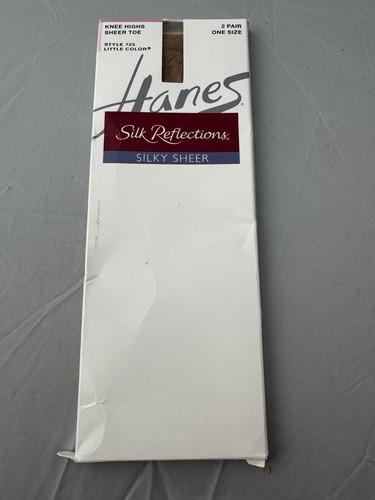 KNEE HIGHS
SHEER TOE
STYLE 725
LITTLE COLOR®
2 PAIR
ONE SIZE
Hanes®
Silk Reflections®
SILKY SHEER